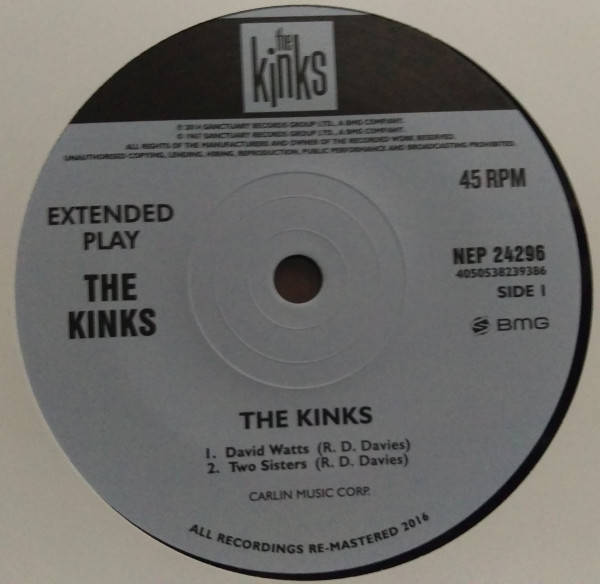 the
kinks
℗ 2014 SANCTUARY RECORDS GROUP LTD., A BMG COMPANY.
© 1967 SANCTUARY RECORDS GROUP LTD., A BMG COMPANY.
ALL RIGHTS OF THE MANUFACTURERS AND OWNER OF THE RECORDED WORK RESERVED.
UNAUTHORISED COPYING, LENDING, HIRING, REPRODUCTION, PUBLIC PERFORMANCE AND BROADCASTING PROHIBITED
45 RPM
EXTENDED
PLAY
THE
KINKS
NEP 24296
4050538239386
SIDE 1
BMG
THE KINKS
1. David Watts (R. D. Davies)
2. Two Sisters (R. D. Davies)
CARLIN MUSIC CORP.
ALL RECORDINGS RE-MASTERED 2016